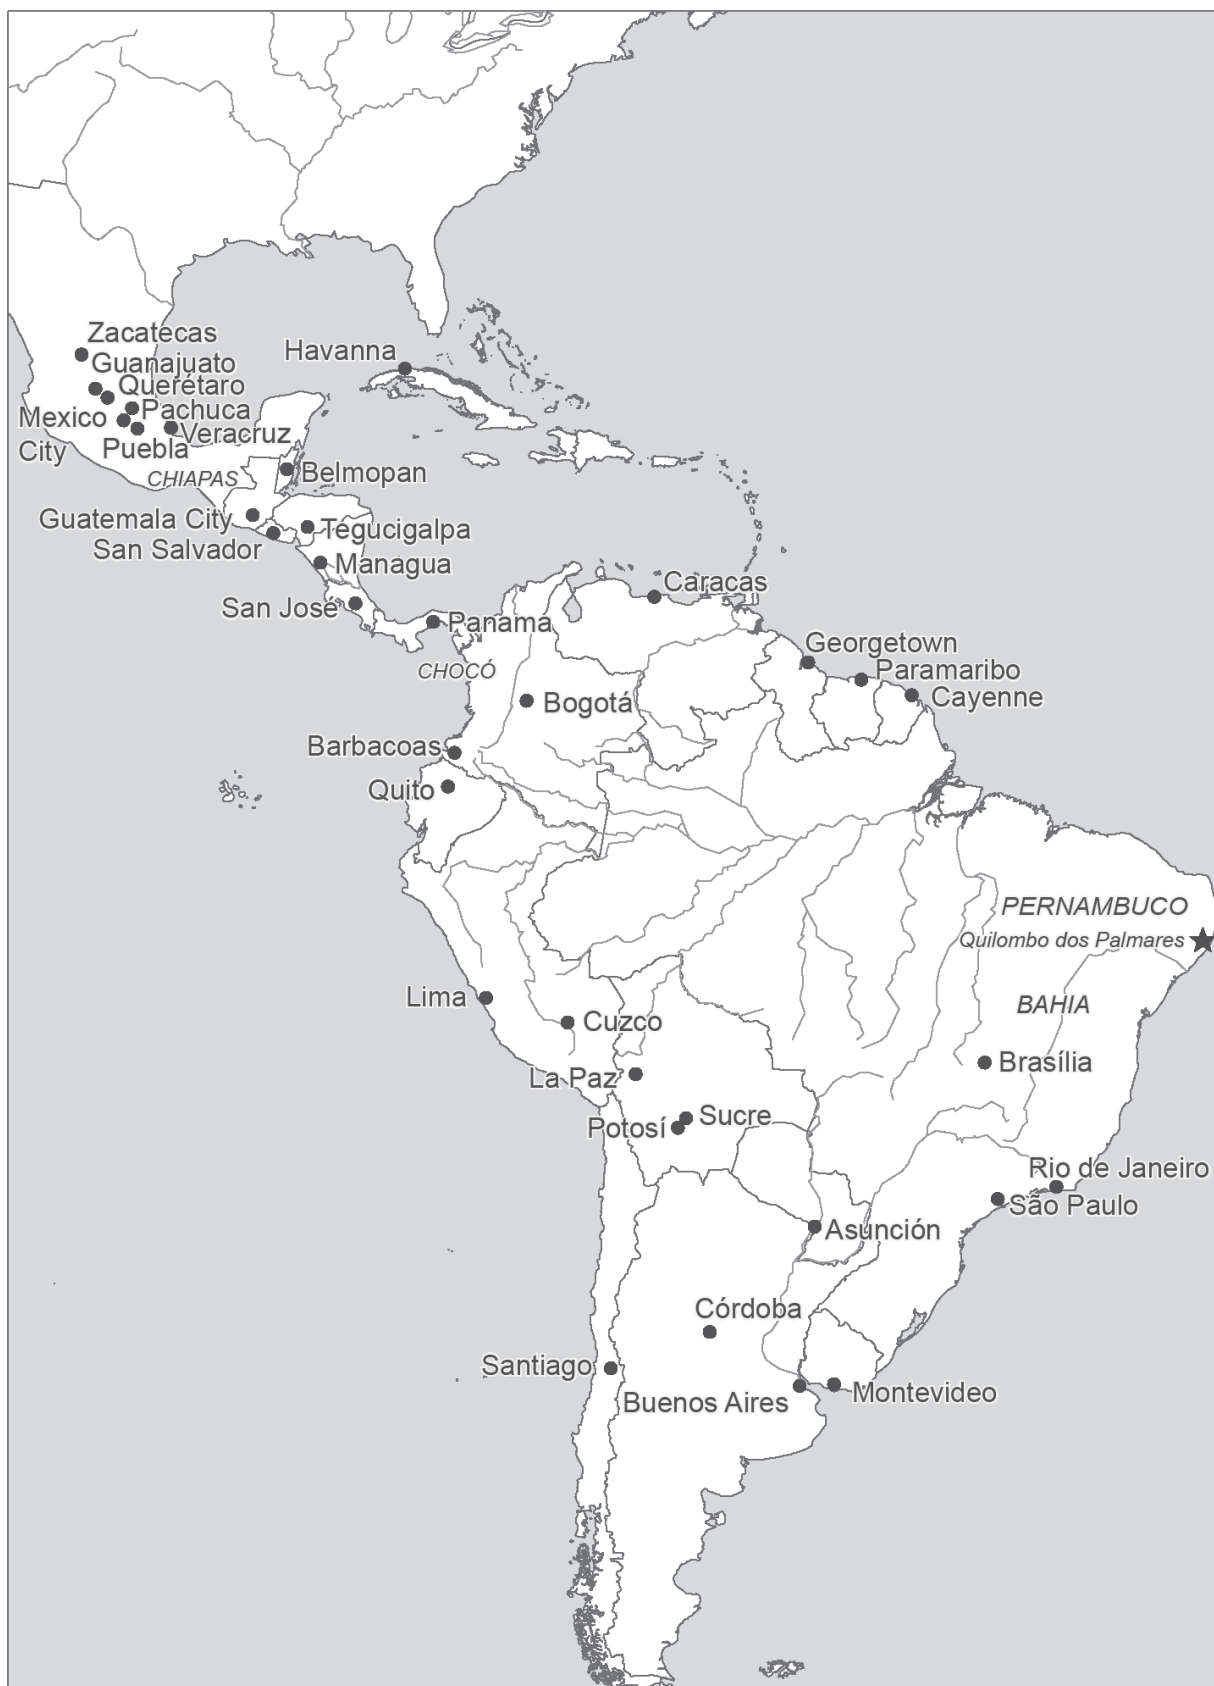 Zacatecas
Guanajuato
Querétaro
Pachuca
Mexico
City
Veracruz
Puebla
Havanna
CHIAPAS
Belmopan
Guatemala City
Tegucigalpa
San Salvador
Managua
San José
Panamá
Caracas
CHOCÓ
Georgetown
Paramaribo
Cayenne
Bogotá
Barbacoas
Quito
PERNAMBUCO
Quilombo dos Palmares
Lima
BAHIA
Cuzco
Brasília
La Paz
Sucre
Potosí
Rio de Janeiro
São Paulo
Asunción
Córdoba
Santiago
Buenos Aires
Montevideo